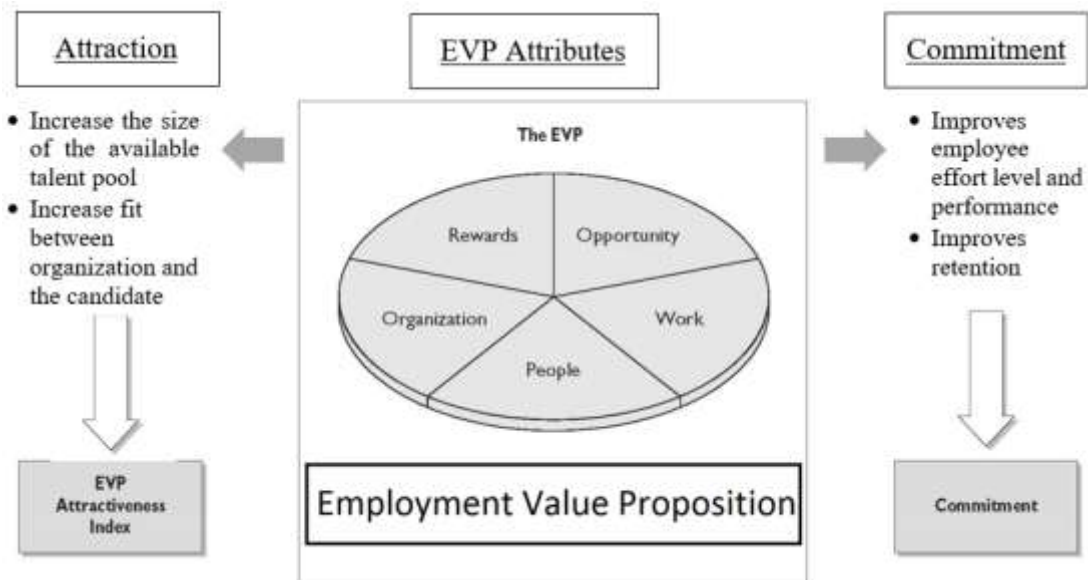 Attraction
• Increase the size
of the available
talent pool
• Increase fit
between
organization and
the candidate
EVP
Attractiveness
Index
EVP Attributes
The EVP
Rewards
Opportunity
Organization
Work
People
Employment Value Proposition
Commitment
• Improves
employee
effort level and
performance
• Improves
retention
Commitment